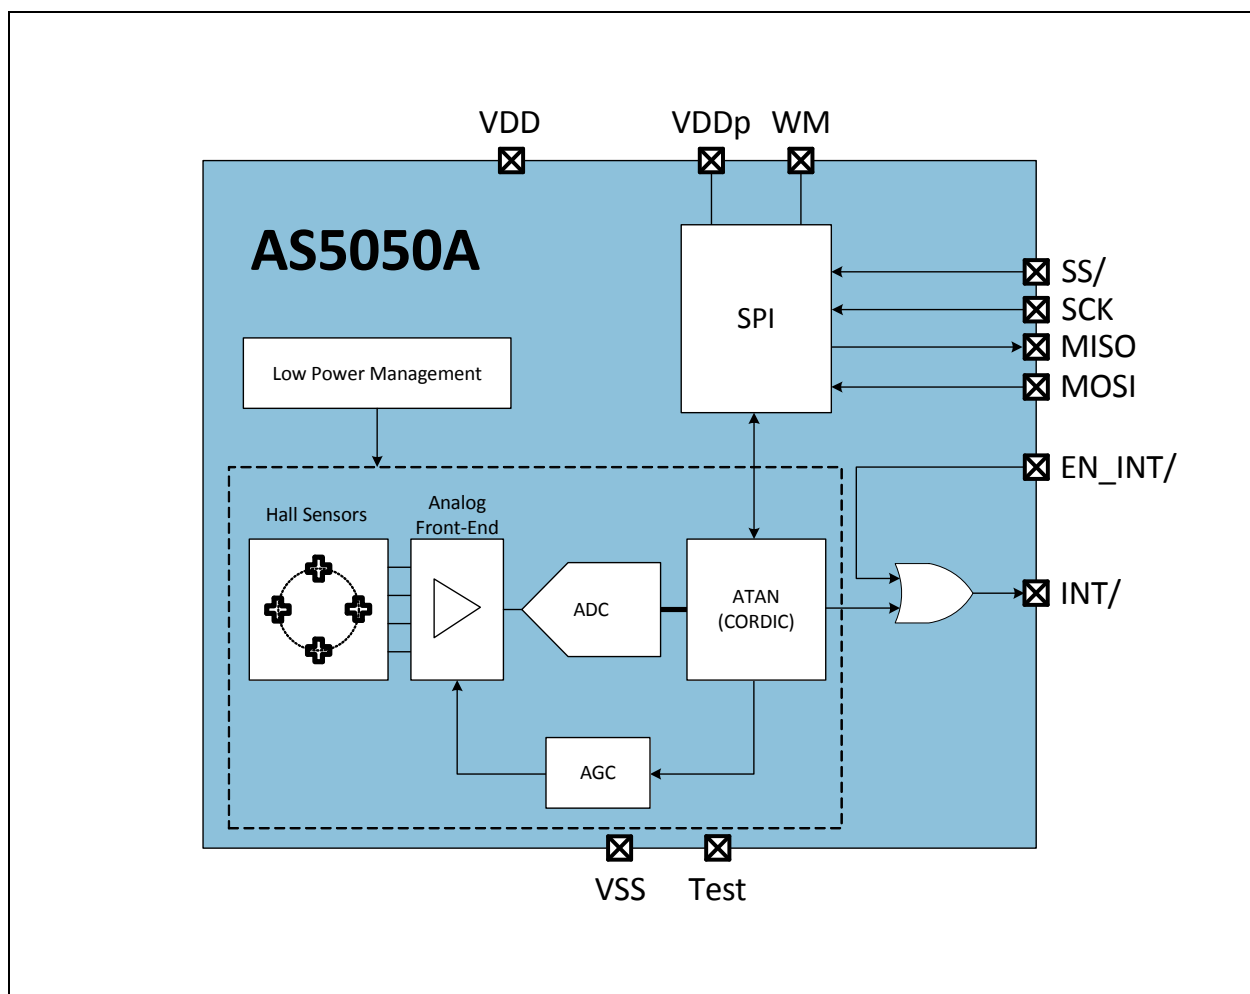 VDD
VDDp
WM
AS5050A
SPI
SS/
SCK
MISO
MOSI
Low Power Management
EN_INT/
Hall Sensors
Analog
Front-End
ADC
ATAN
(CORDIC)
INT/
AGC
VSS
Test